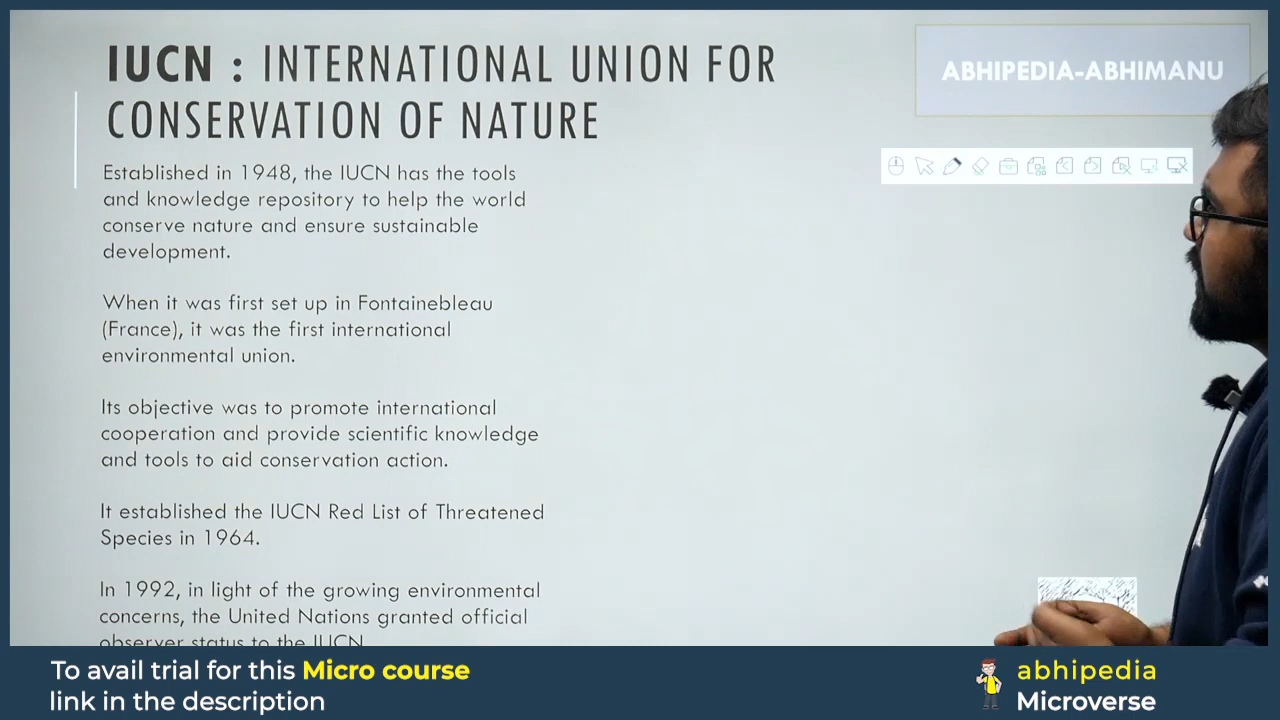 IUCN : INTERNATIONAL UNION FOR
CONSERVATION OF NATURE
ABHIPEDIA-ABHIMANU
Established in 1948, the IUCN has the tools
and knowledge repository to help the world
conserve nature and ensure sustainable
development.
When it was first set up in Fontainebleau
(France), it was the first international
environmental union.
Its objective was to promote international
cooperation and provide scientific knowledge
and tools to aid conservation action.
It established the IUCN Red List of Threatened
Species in 1964.
In 1992, in light of the growing environmental
concerns, the United Nations granted official
observer status to the IUCN
To avail trial for this Micro course
link in the description
abhipedia
Microverse